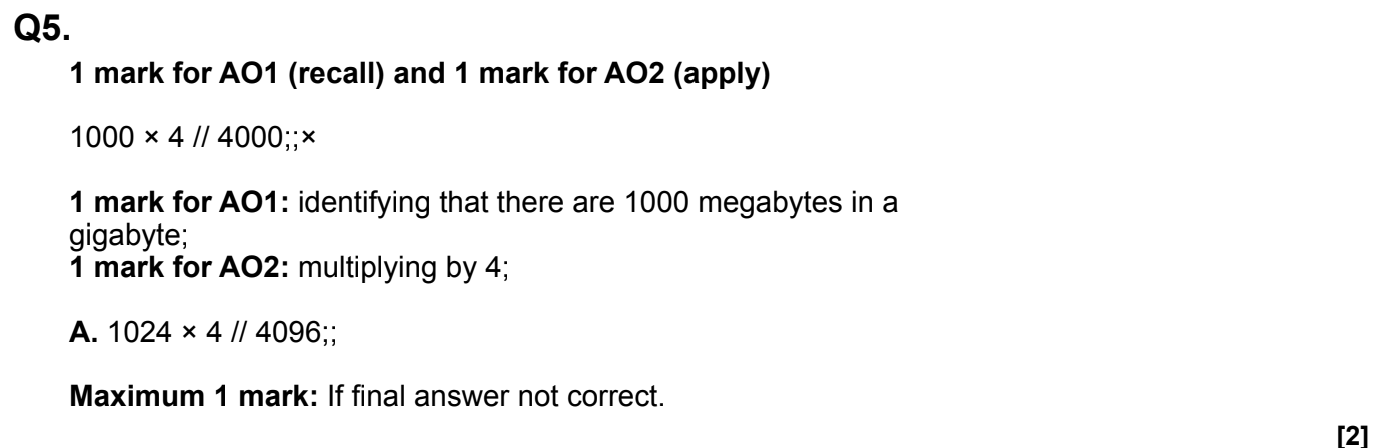 Q5.
1 mark for AO1 (recall) and 1 mark for AO2 (apply)
1000 × 4 // 4000;;×
1 mark for AO1: identifying that there are 1000 megabytes in a
gigabyte;
1 mark for AO2: multiplying by 4;
A. 1024 × 4 // 4096;;
Maximum 1 mark: If final answer not correct.
[2]